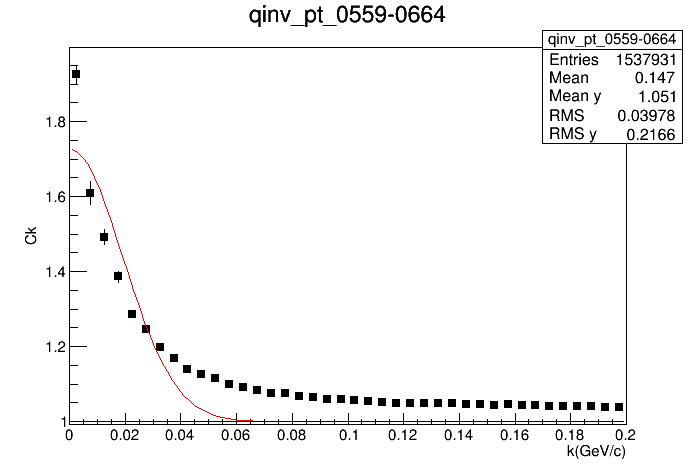 qinv_pt_0559-0664
qinv_pt_0559-0664
Entries 1537931
Mean 0.147
Mean y 1.051
RMS 0.03978
RMS y 0.2166
Ck
1.8
1.6
1.4
1.2
1
0 0.02 0.04 0.06 0.08 0.1 0.12 0.14 0.16 0.18 0.2
k(GeV/c)